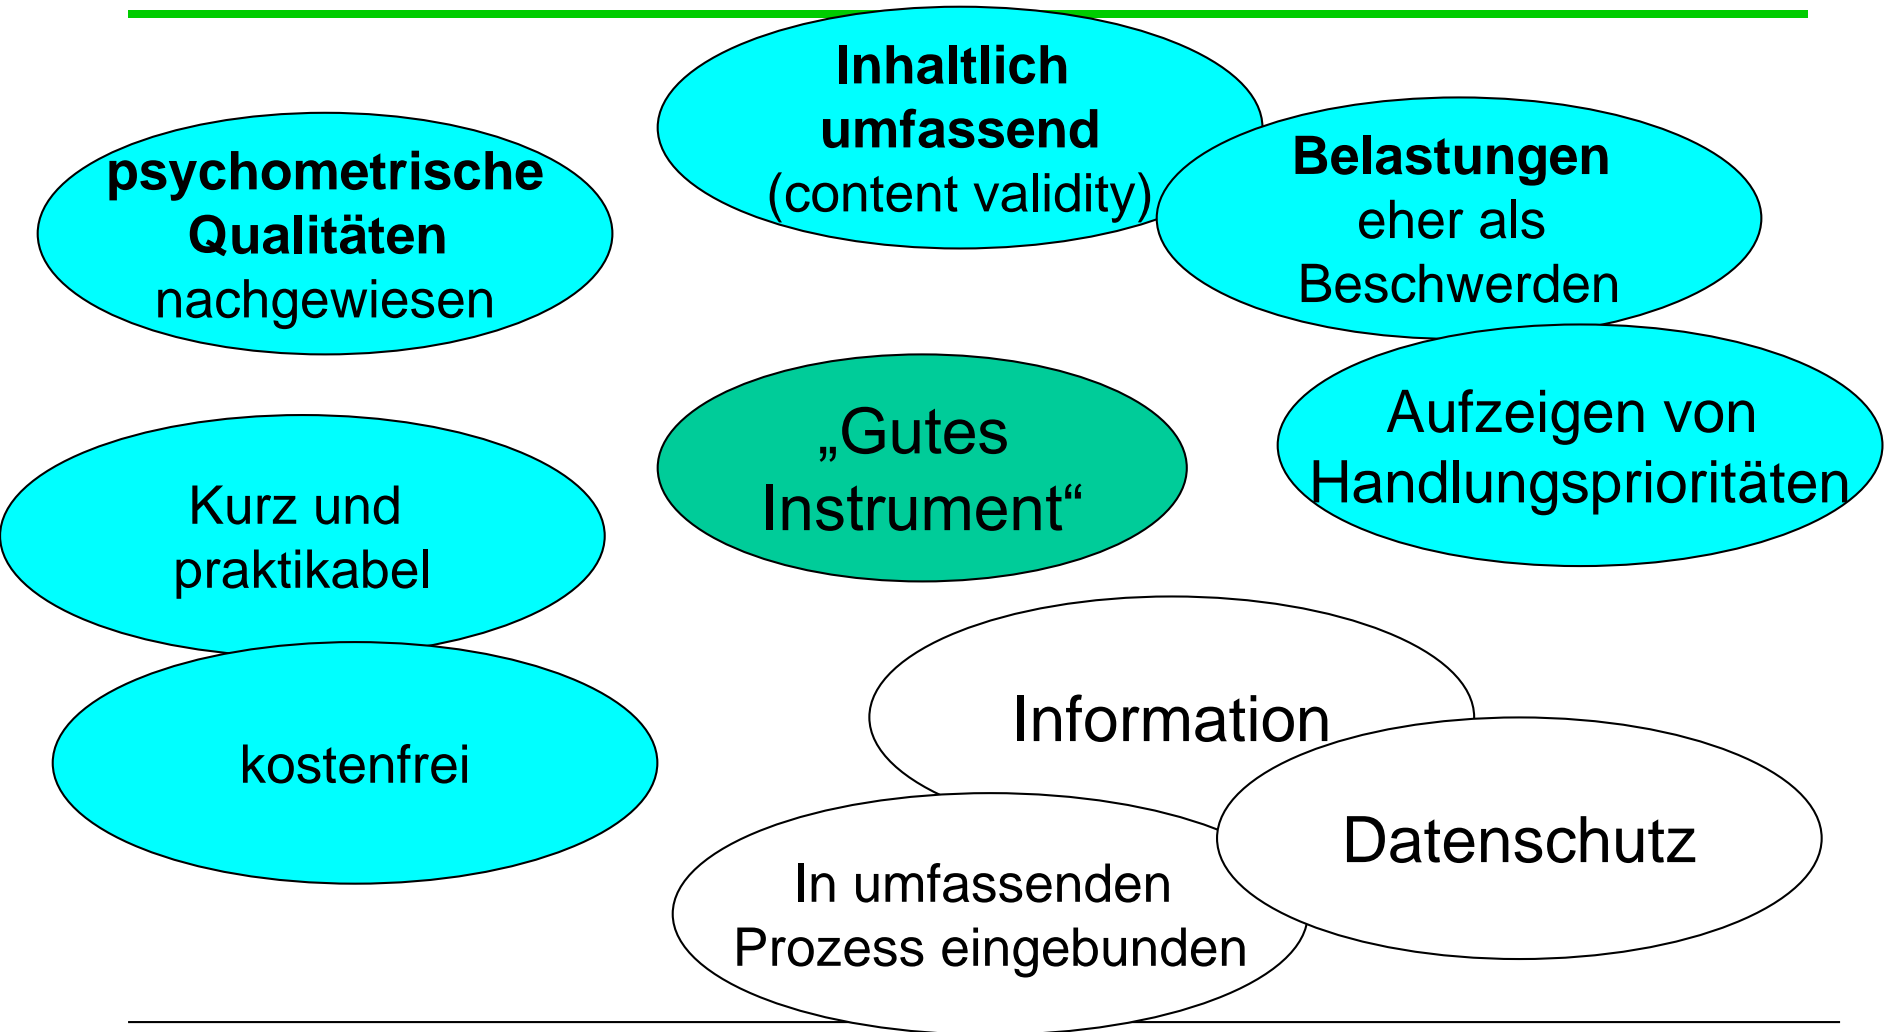 Inhaltlich
umfassend
(content validity)
psychometrische
Qualitäten
nachgewiesen
Belastungen
eher als
Beschwerden
„Gutes
Instrument“
Aufzeigen von
Handlungsprioritäten
Kurz und
praktikabel
kostenfrei
Information
Datenschutz
In umfassenden
Prozess eingebunden